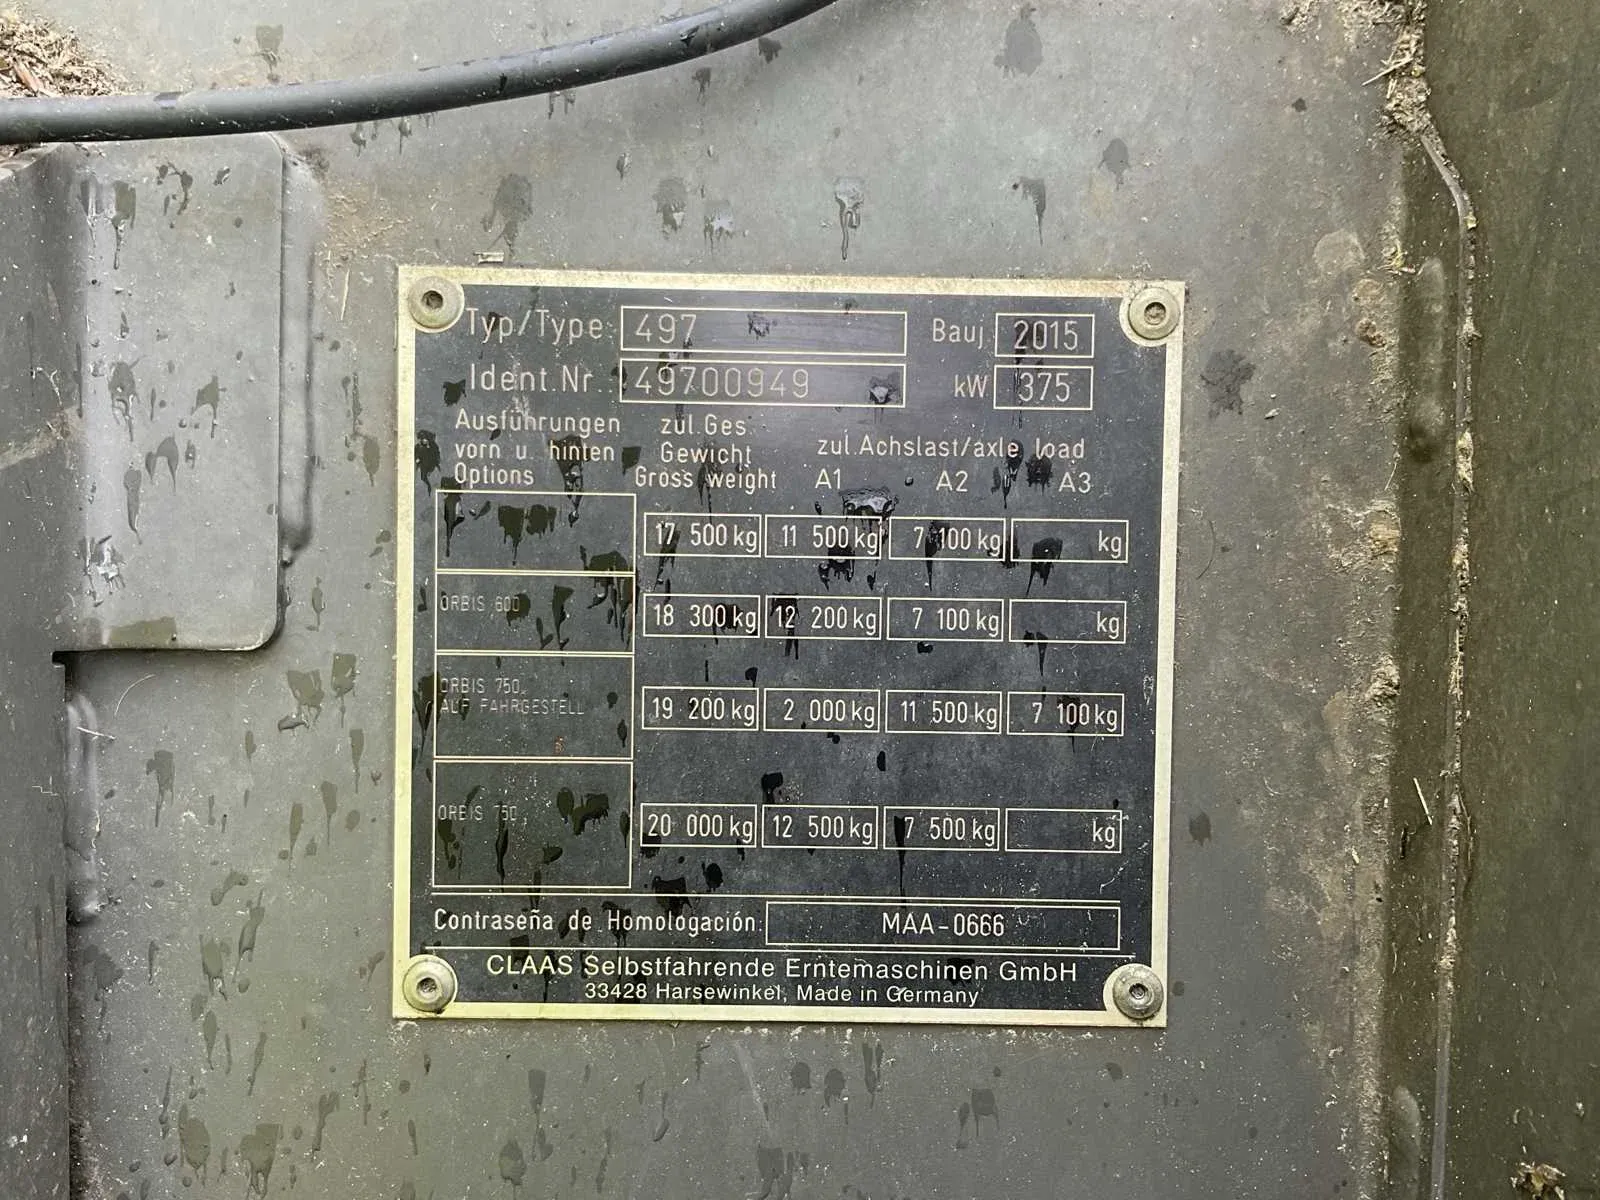 Typ/Type: 497 Bauj. 2015
Ident.Nr.: 49700949 kW 375
Ausführungen zul.Ges.
vorn u. hinten Gewicht zul.Achslast/axle load
Options Gross weight A1 A2 A3
17 500 kg 11 500 kg 7 100 kg kg
ORBIS 600 18 300 kg 12 200 kg 7 100 kg kg
ORBIS 750,
AUF FAHRGESTELL 19 200 kg 2 000 kg 11 500 kg 7 100 kg
ORBIS 750, 20 000 kg 12 500 kg 7 500 kg kg
Contraseña de Homologación: MAA-0666
CLAAS Selbstfahrende Erntemaschinen GmbH
33428 Harsewinkel, Made in Germany